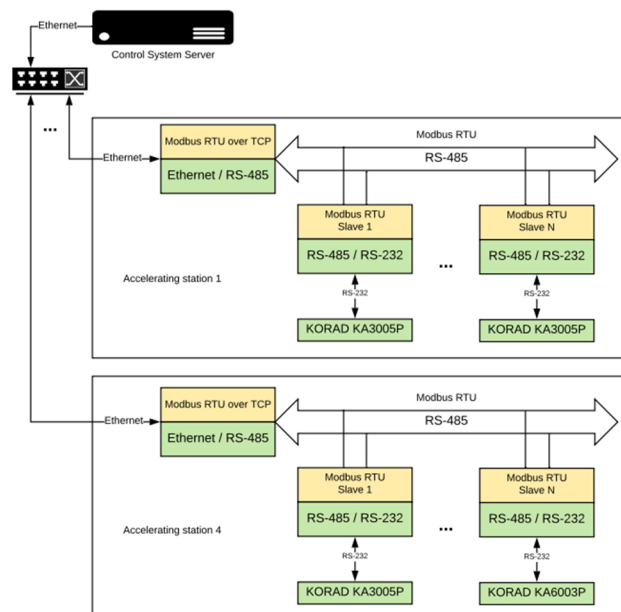 Ethernet
Control System Server
...
Modbus RTU over TCP
Ethernet / RS-485
Ethernet
Modbus RTU
RS-485
Modbus RTU
Slave 1
RS-485 / RS-232
Modbus RTU
Slave N
RS-485 / RS-232
...
Accelerating station 1
RS-232
RS-232
KORAD KA3005P
KORAD KA3005P
Modbus RTU over TCP
Ethernet / RS-485
Ethernet
Modbus RTU
RS-485
Modbus RTU
Slave 1
RS-485 / RS-232
Modbus RTU
Slave N
RS-485 / RS-232
...
Accelerating station 4
RS-232
RS-232
KORAD KA3005P
KORAD KA6003P